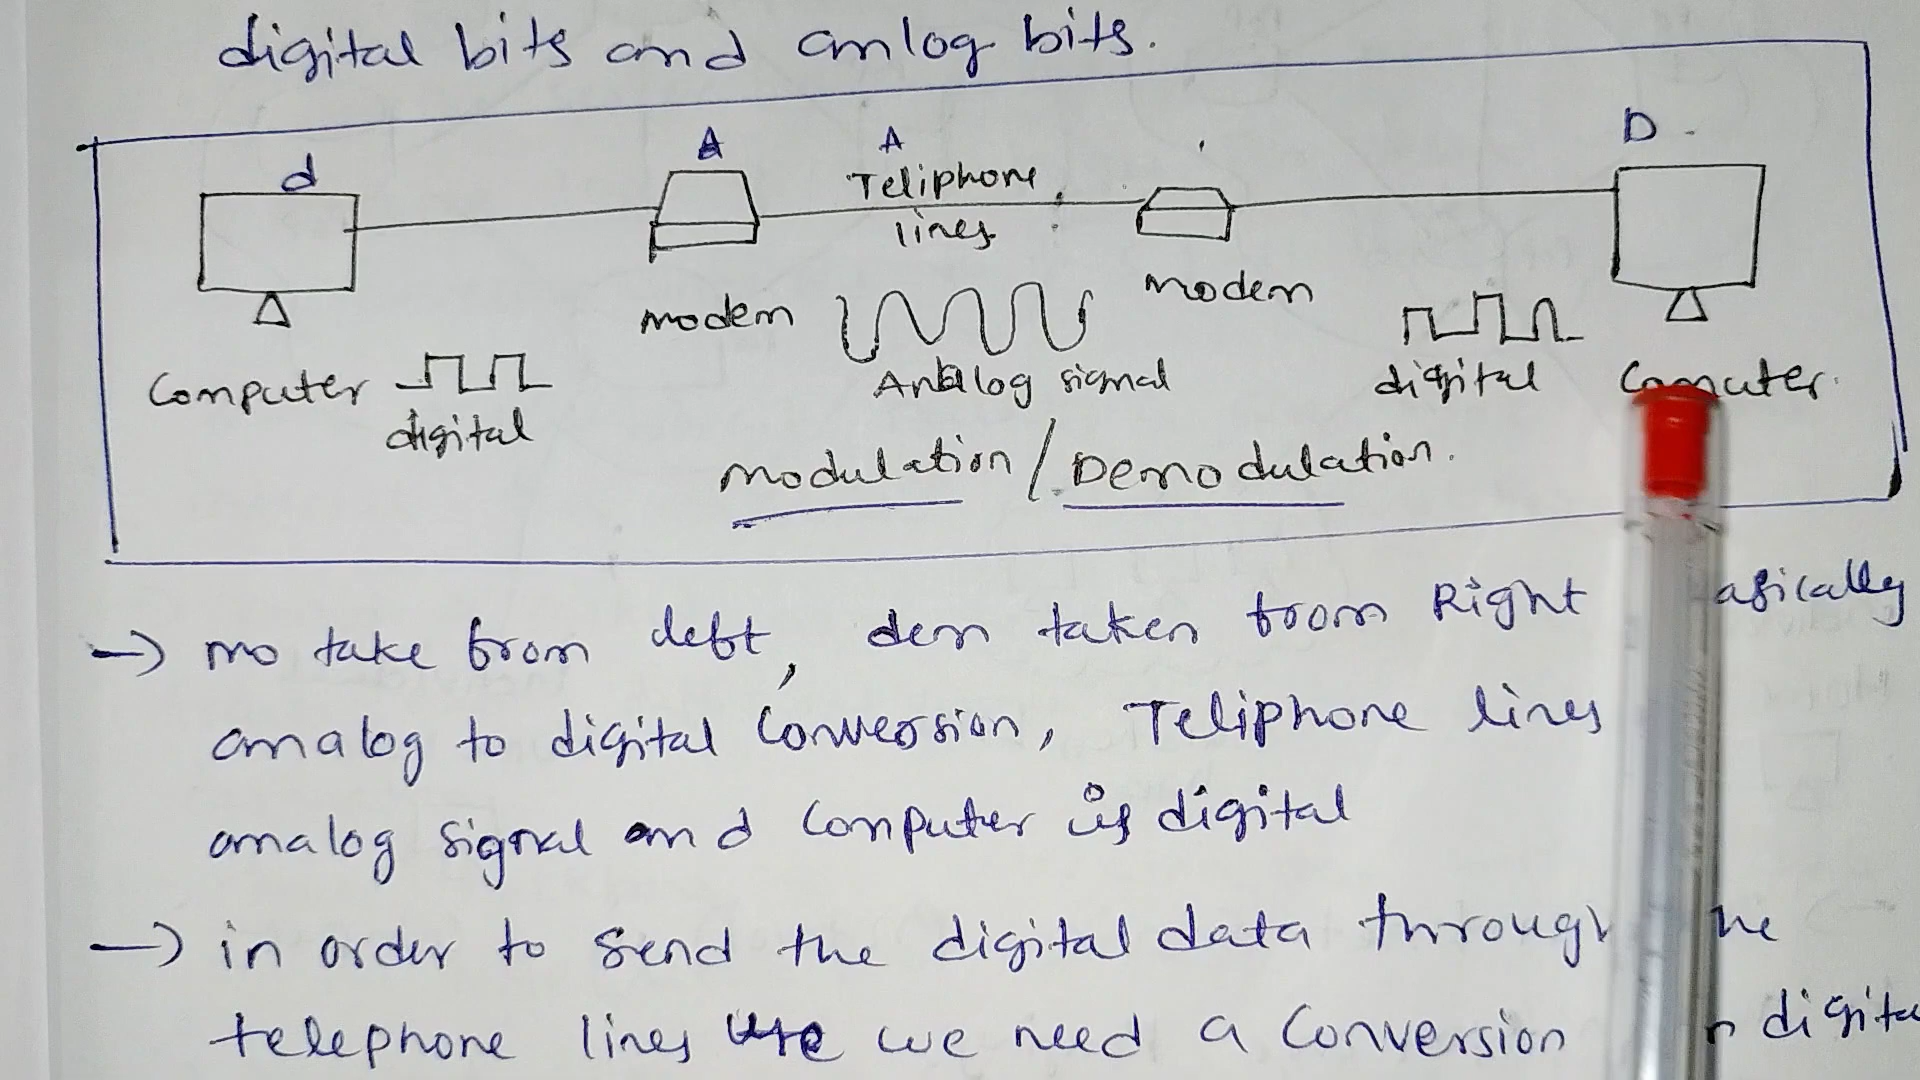 digital bits and anlog bits.
d A A D
Teliphone
lines
modem modem
Analog signal
Computer digital digital Comuter.
modulation / Demodulation.
→ mo take from left, dem taken from Right
analog to digital Conversion, Teliphone lines
analog signal and Computer is digital
→ in order to send the digital data through
telephone lines we need a Conversion